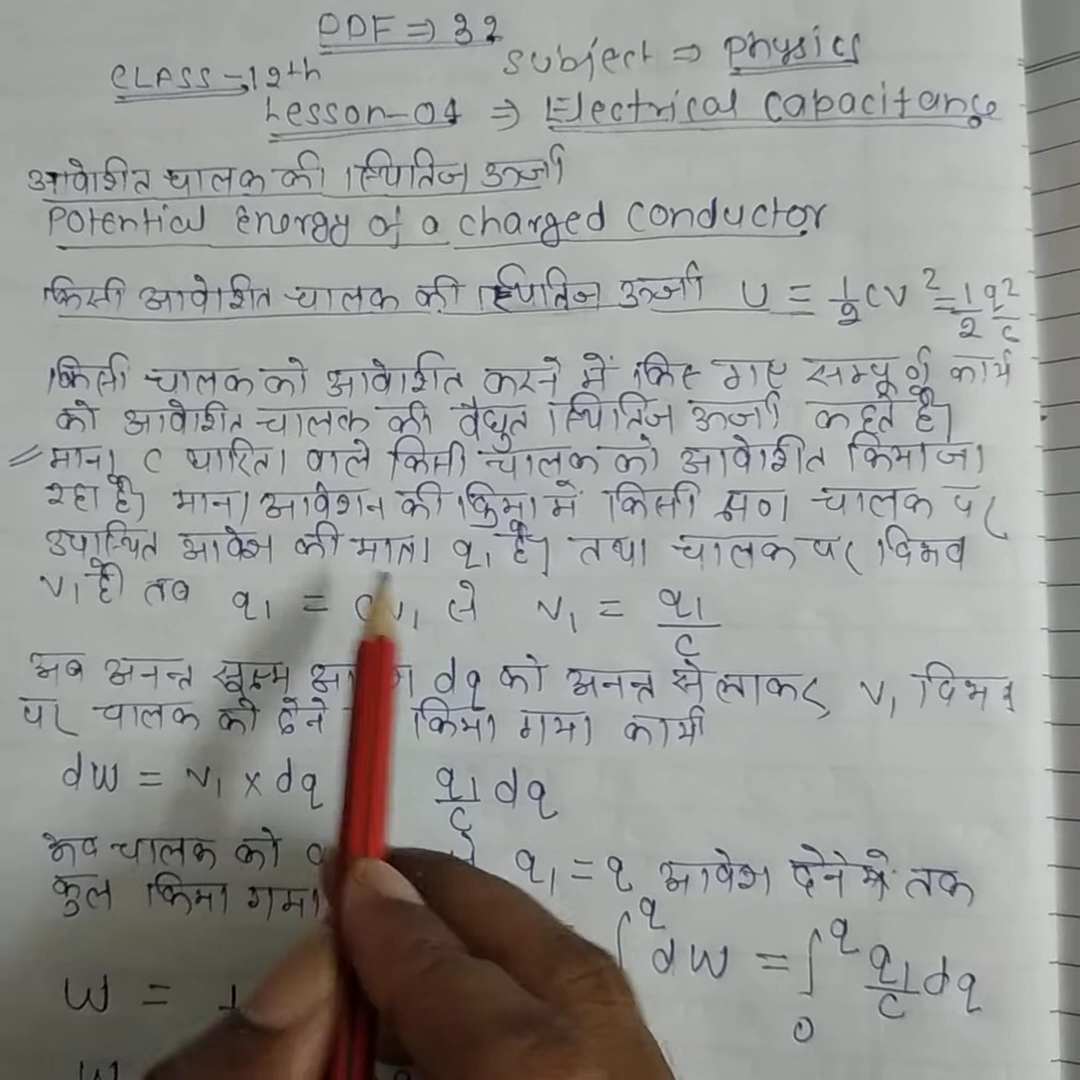 PDF ⇒ 32
CLASS - 12th
Subject ⇒ Physics
Lesson-04 ⇒ Electrical capacitance
आवेशित चालक की स्थितिज ऊर्जा
Potential Energy of a charged conductor
किसी आवेशित चालक की स्थितिज ऊर्जा U = 1/2 CV² = 1/2 q²/C
किसी चालक को आवेशित करने में किए गए सम्पूर्ण कार्य
को आवेशित चालक की वैधुत स्थितिज ऊर्जा कहते है।
माना C धारिता वाले किसी चालक को आवेशित किया जा
रहा है। माना आवेशन की क्रिया में किसी क्षण चालक पर
उपस्थित आवेश की मात्रा q₁ है। तथा चालक पर विभव
V₁ है तब q₁ = CV₁ से V₁ = q₁/C
अब अनन्त सूक्ष्म dq को अनन्त से लाकर V₁ विभव
पर चालक को देने किया गया कार्य
dW = V₁ × dq q₁/C dq
अब चालक को q₁ = q आवेश देने में तक
कुल किया गया
∫^q dW = ∫₀^q q₁/C dq
W =
W